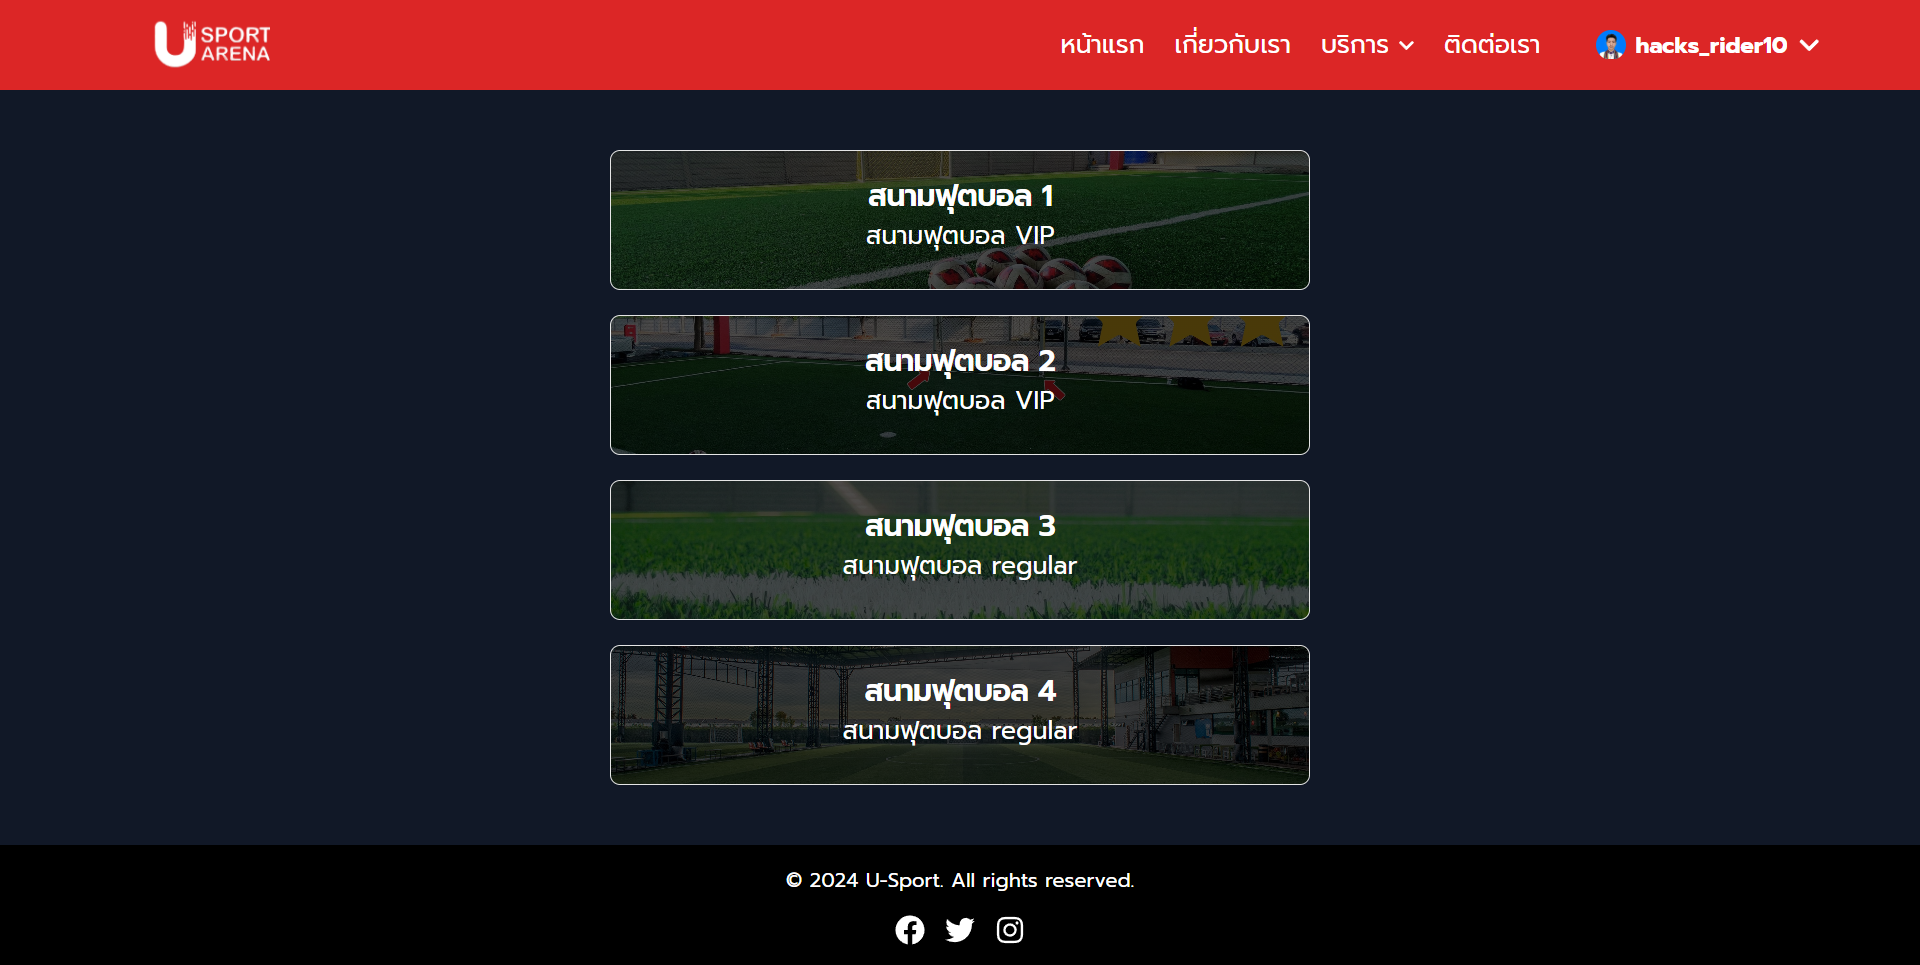 U SPORT ARENA
หน้าแรก เกี่ยวกับเรา บริการ ติดต่อเรา hacks_rider10
สนามฟุตบอล 1
สนามฟุตบอล VIP
สนามฟุตบอล 2
สนามฟุตบอล VIP
สนามฟุตบอล 3
สนามฟุตบอล regular
สนามฟุตบอล 4
สนามฟุตบอล regular
© 2024 U-Sport. All rights reserved.